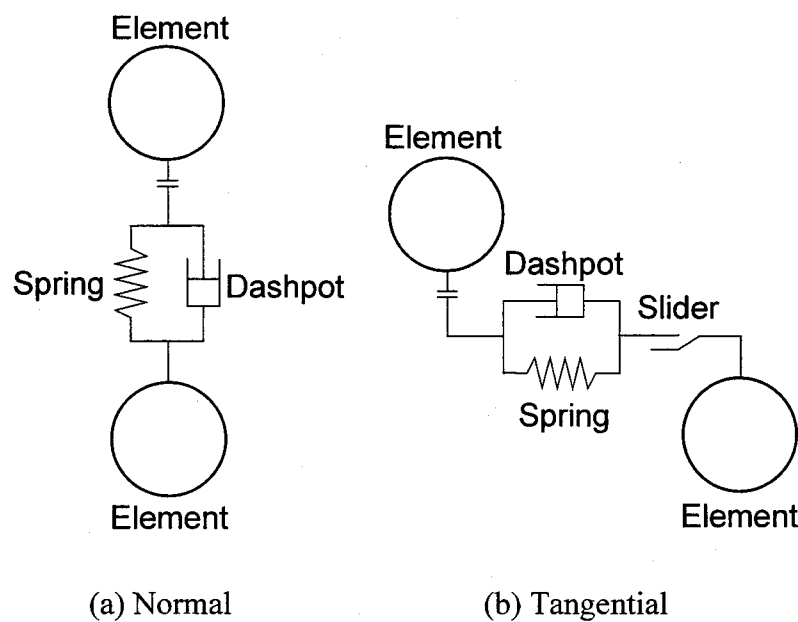 Element
Spring
Dashpot
Element
(a) Normal
Element
Dashpot
Slider
Spring
Element
(b) Tangential